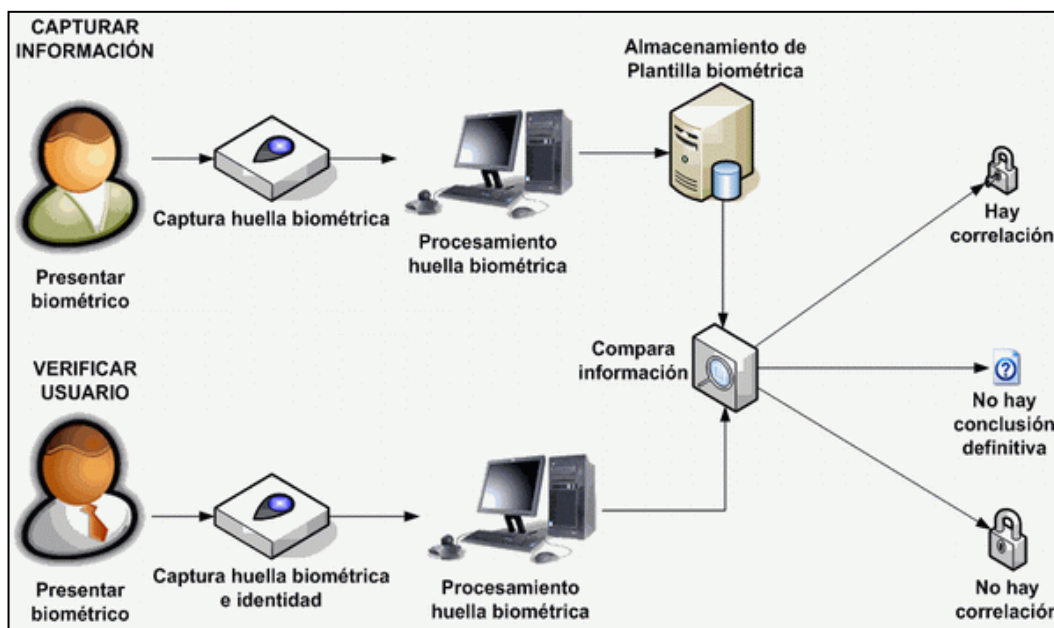 CAPTURAR
INFORMACIÓN
Almacenamiento de
Plantilla biométrica
Captura huella biométrica
Procesamiento
huella biométrica
Presentar
biométrico
Hay
correlación
Compara
información
VERIFICAR
USUARIO
No hay
conclusión
definitiva
Captura huella biométrica
e identidad
Procesamiento
huella biométrica
Presentar
biométrico
No hay
correlación